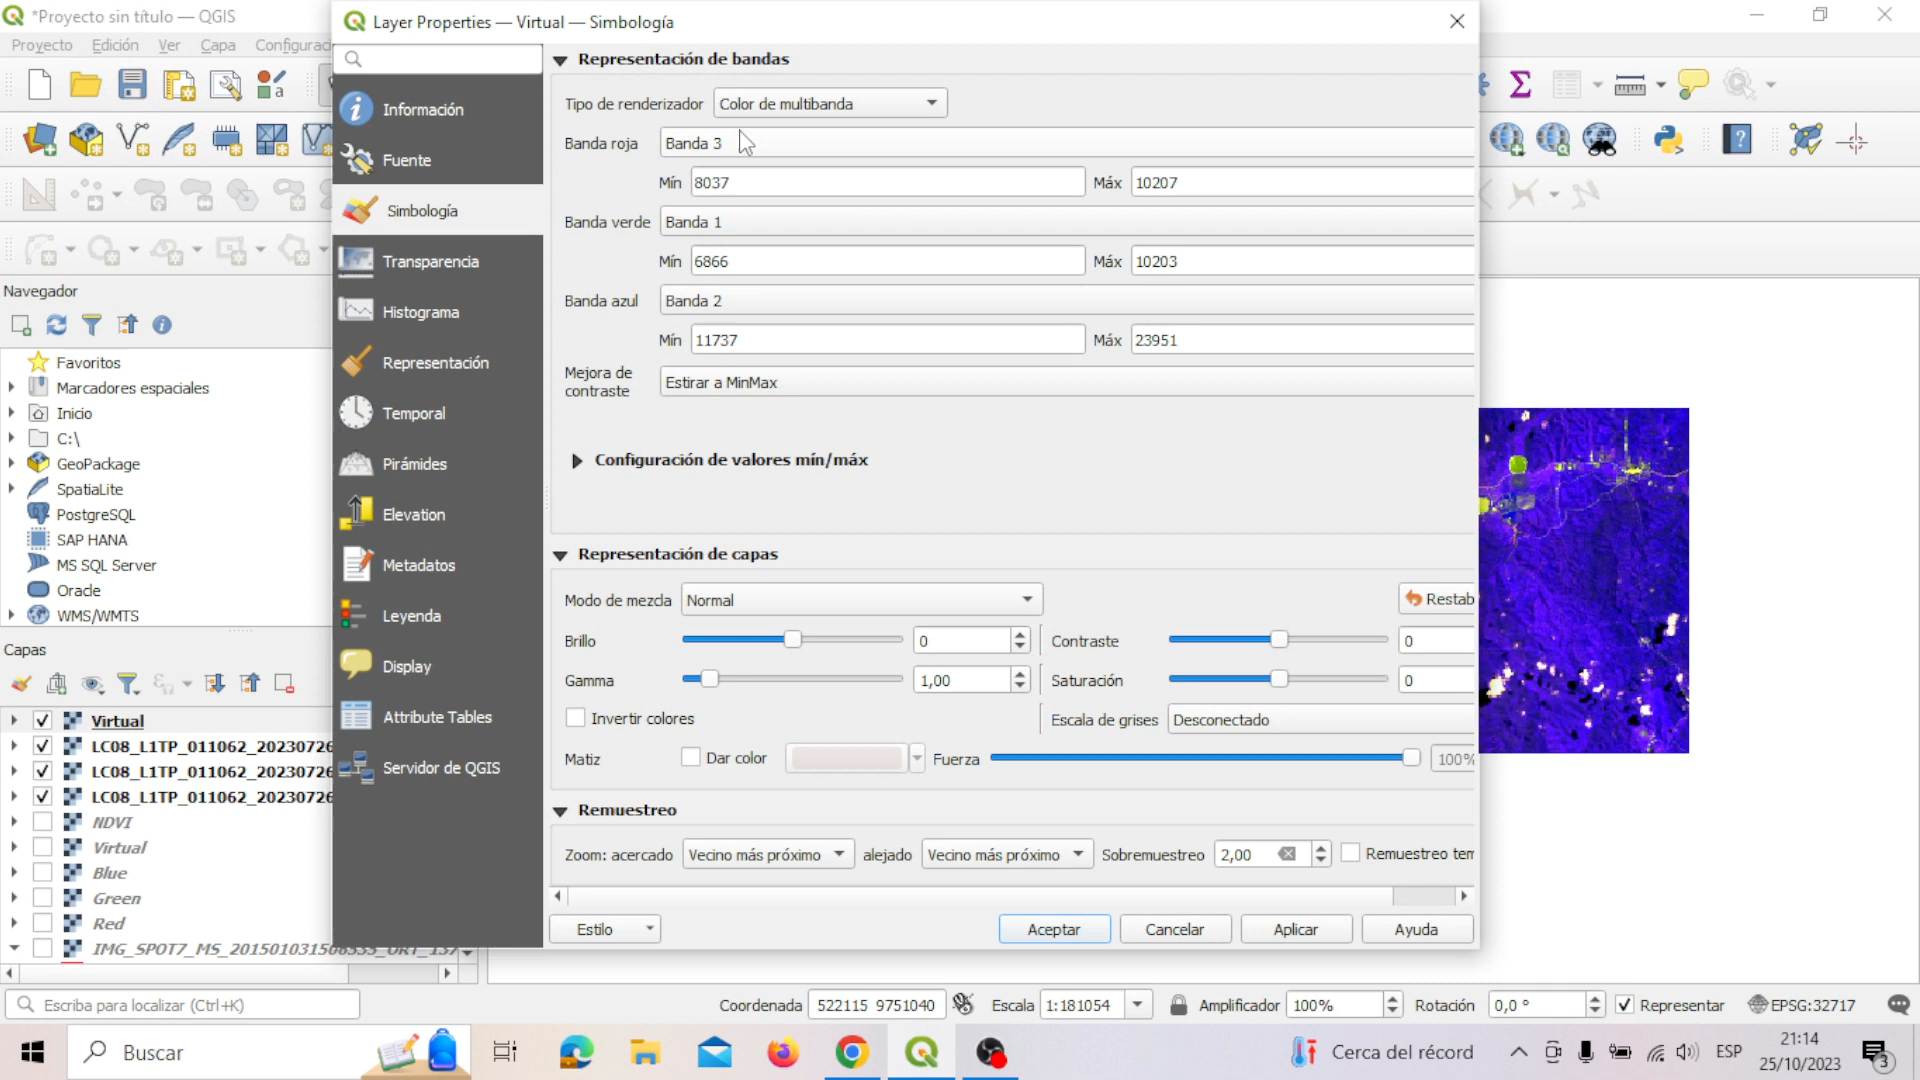 *Proyecto sin título — QGIS
Layer Properties — Virtual — Simbología
Proyecto Edición Ver Capa Configuraci
Información
Fuente
Simbología
Transparencia
Histograma
Representación
Temporal
Pirámides
Elevation
Metadatos
Leyenda
Display
Attribute Tables
Servidor de QGIS
Representación de bandas
Tipo de renderizador Color de multibanda
Banda roja Banda 3
Mín 8037 Máx 10207
Banda verde Banda 1
Mín 6866 Máx 10203
Banda azul Banda 2
Mín 11737 Máx 23951
Mejora de contraste Estirar a MinMax
Configuración de valores mín/máx
Representación de capas
Modo de mezcla Normal Restab
Brillo 0 Contraste 0
Gamma 1,00 Saturación 0
Invertir colores Escala de grises Desconectado
Matiz Dar color Fuerza 100%
Remuestreo
Zoom: acercado Vecino más próximo alejado Vecino más próximo Sobremuestreo 2,00 Remuestreo tem
Estilo Aceptar Cancelar Aplicar Ayuda
Navegador
Favoritos
Marcadores espaciales
Inicio
C:\
GeoPackage
SpatiaLite
PostgreSQL
SAP HANA
MS SQL Server
Oracle
WMS/WMTS
Capas
Virtual
LC08_L1TP_011062_20230726
LC08_L1TP_011062_20230726
LC08_L1TP_011062_20230726
NDVI
Virtual
Blue
Green
Red
Escriba para localizar (Ctrl+K)
Coordenada 522115 9751040 Escala 1:181054 Amplificador 100% Rotación 0,0 ° Representar EPSG:32717
Buscar
Cerca del récord
ESP
21:14
25/10/2023
3